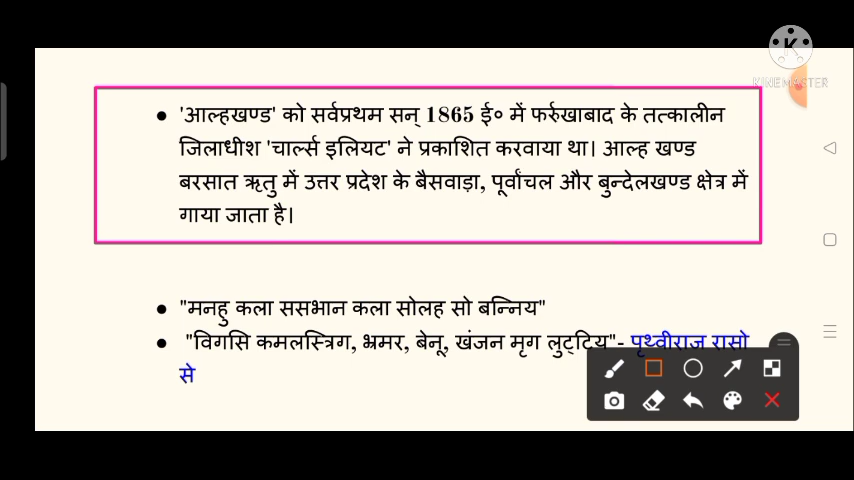 KINEMASTER
● 'आल्हखण्ड' को सर्वप्रथम सन् 1865 ई० में फर्रुखाबाद के तत्कालीन
जिलाधीश 'चार्ल्स इलियट' ने प्रकाशित करवाया था। आल्ह खण्ड
बरसात ऋतु में उत्तर प्रदेश के बैसवाड़ा, पूर्वांचल और बुन्देलखण्ड क्षेत्र में
गाया जाता है।
● "मनहु कला ससभान कला सोलह सो बन्निय"
● "विगसि कमलस्त्रिग, भ्रमर, बेनू, खंजन मृग लुट्टिय"- पृथ्वीराज रासो
से